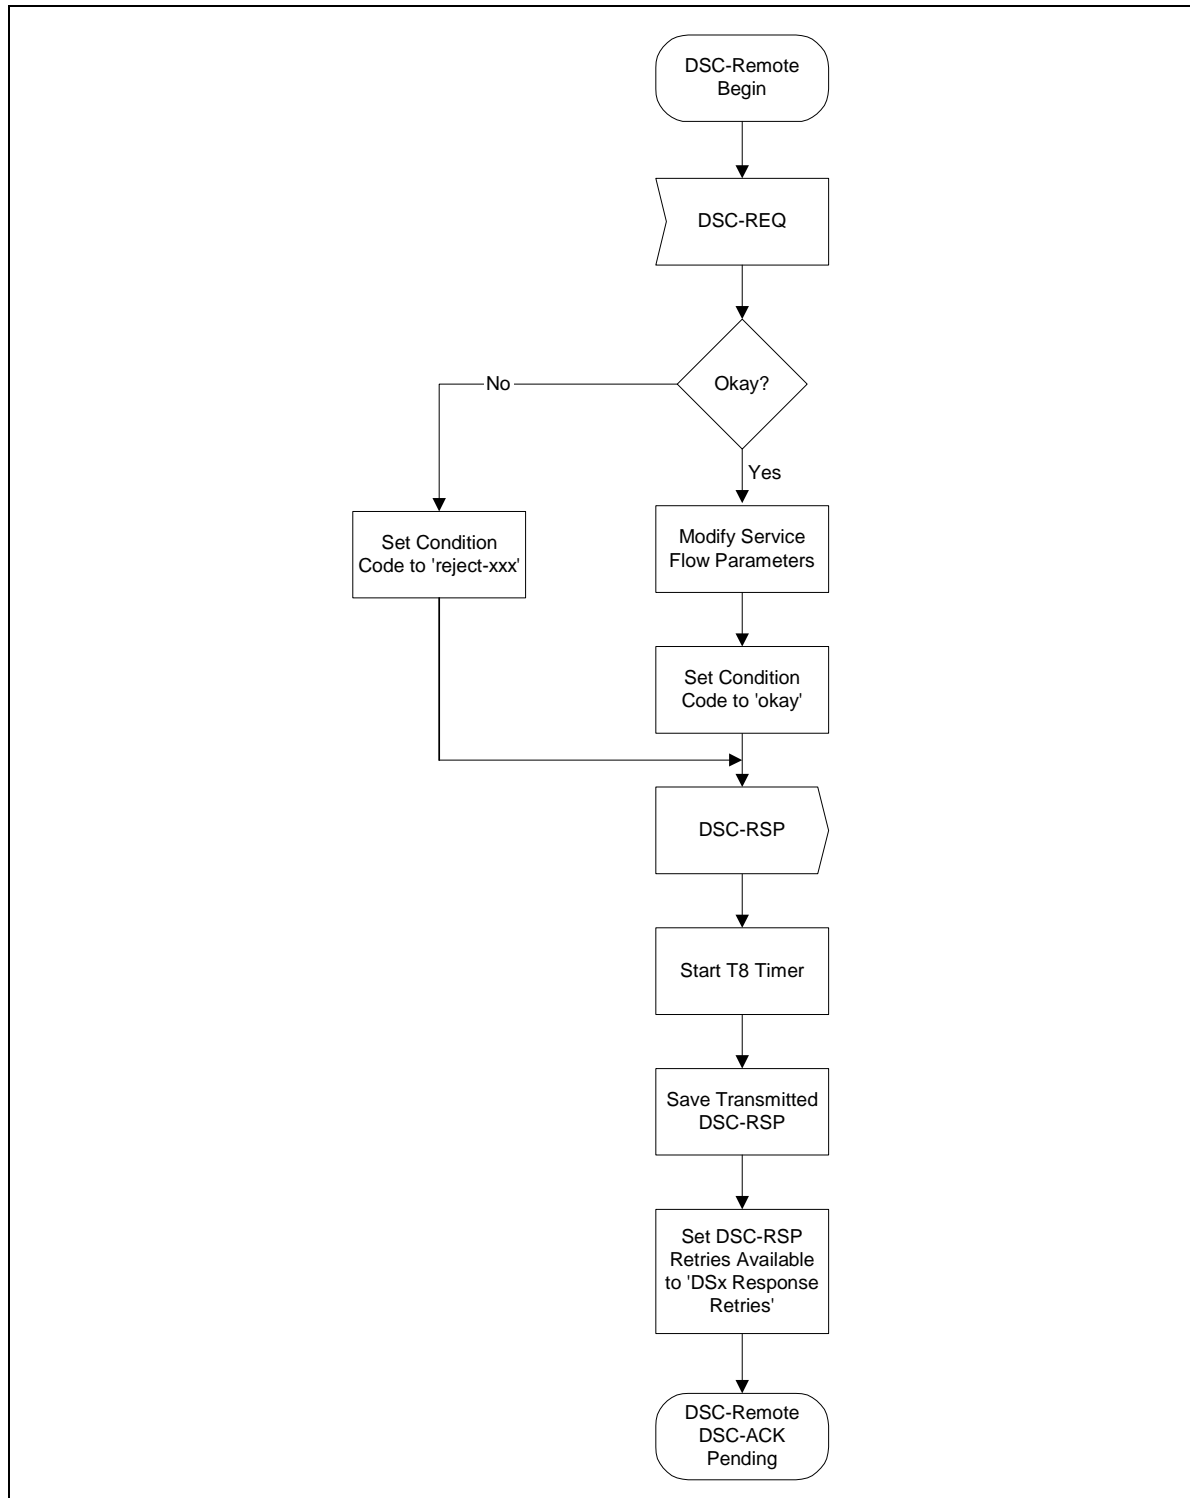 DSC-Remote
Begin
DSC-REQ
Okay?
No
Yes
Set Condition
Code to 'reject-xxx'
Modify Service
Flow Parameters
Set Condition
Code to 'okay'
DSC-RSP
Start T8 Timer
Save Transmitted
DSC-RSP
Set DSC-RSP
Retries Available
to 'DSx Response
Retries'
DSC-Remote
DSC-ACK
Pending